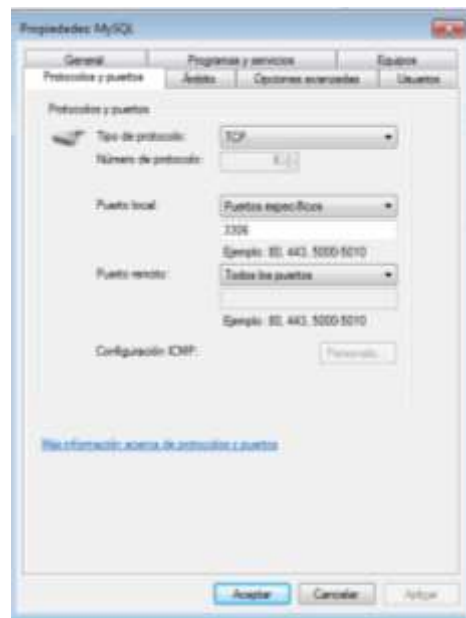 Propiedades: MySQL
General Programas y servicios Equipos
Protocolos y puertos Ámbito Opciones avanzadas Usuarios
Protocolos y puertos
Tipo de protocolo: TCP
Número de protocolo: 6
Puerto local: Puertos específicos
3306
Ejemplo: 80, 443, 5000-5010
Puerto remoto: Todos los puertos
Ejemplo: 80, 443, 5000-5010
Configuración ICMP: Personaliz...
Más información acerca de protocolos y puertos
Aceptar Cancelar Aplicar